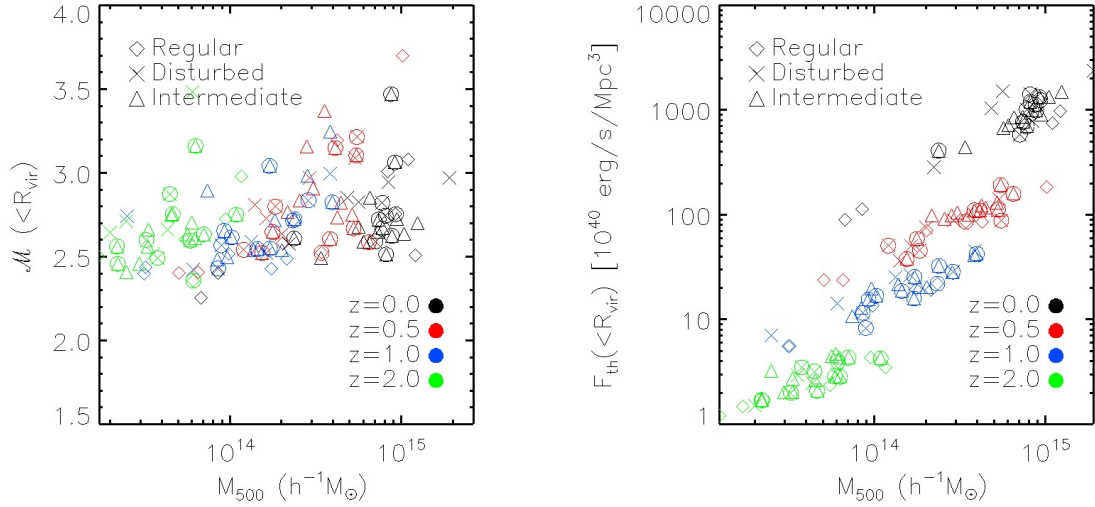 4.0
3.5
3.0
2.5
2.0
1.5
ℳ (<R_vir)
◇ Regular
× Disturbed
△ Intermediate
z=0.0
z=0.5
z=1.0
z=2.0
10^14
10^15
M_500 (h^-1 M_⊙)
10000
1000
100
10
1
F_th(<R_vir) [10^40 erg/s/Mpc^3]
◇ Regular
× Disturbed
△ Intermediate
z=0.0
z=0.5
z=1.0
z=2.0
10^14
10^15
M_500 (h^-1 M_⊙)